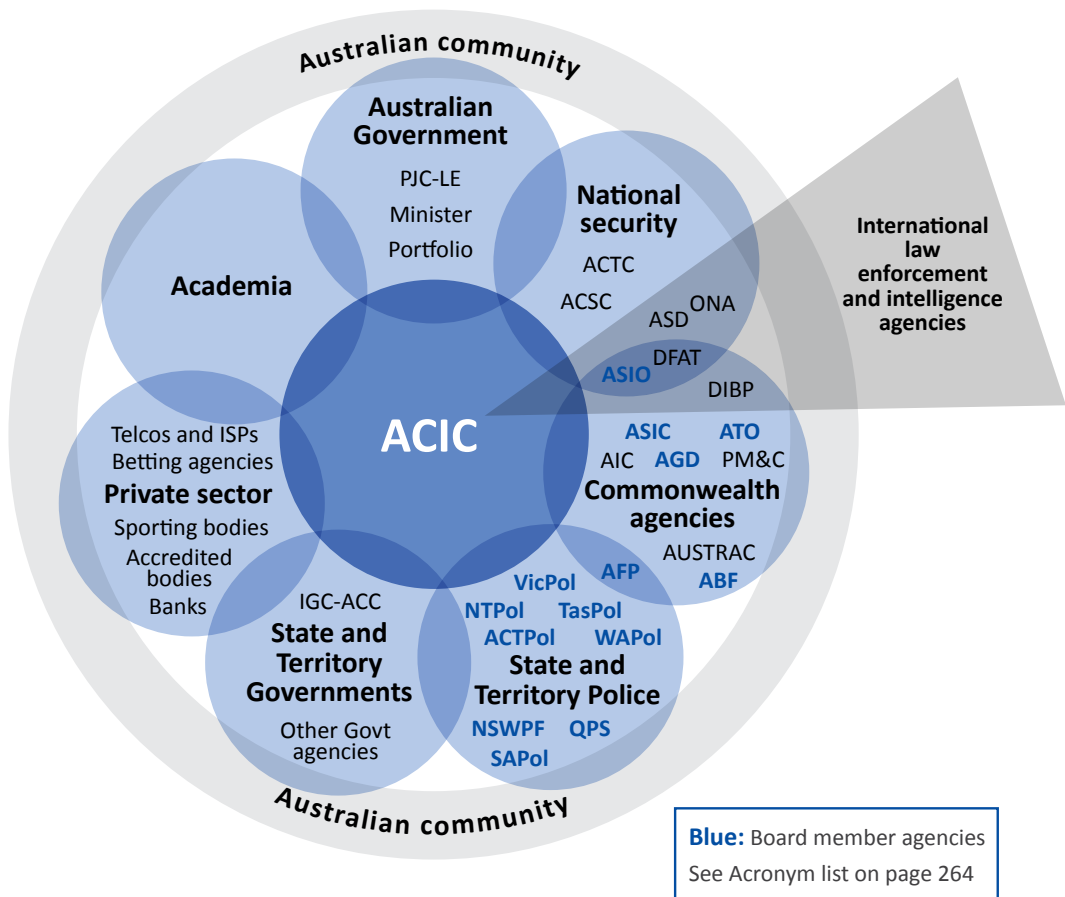 Australian community
Australian
Government
PJC-LE
Minister
Portfolio
National
security
ACTC
ACSC
ASD
ONA
DFAT
ASIO
DIBP
International
law
enforcement
and intelligence
agencies
Academia
ACIC
ASIC
ATO
AIC
AGD
PM&C
Commonwealth
agencies
AUSTRAC
ABF
AFP
Telcos and ISPs
Betting agencies
Private sector
Sporting bodies
Accredited
bodies
Banks
IGC-ACC
State and
Territory
Governments
Other Govt
agencies
VicPol
NTPol
TasPol
ACTPol
WAPol
State and
Territory Police
NSWPF
QPS
SAPol
Australian community
Blue: Board member agencies
See Acronym list on page 264